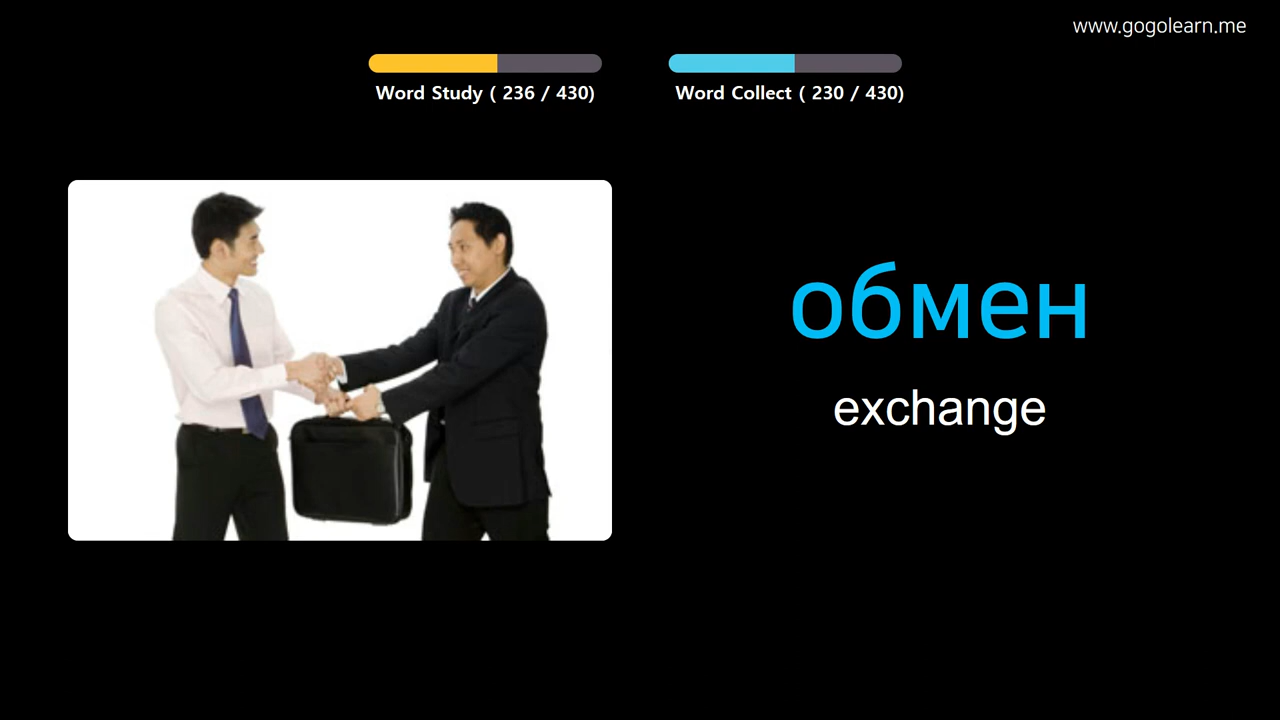 www.gogolearn.me
Word Study ( 236 / 430)
Word Collect ( 230 / 430)
обмен
exchange